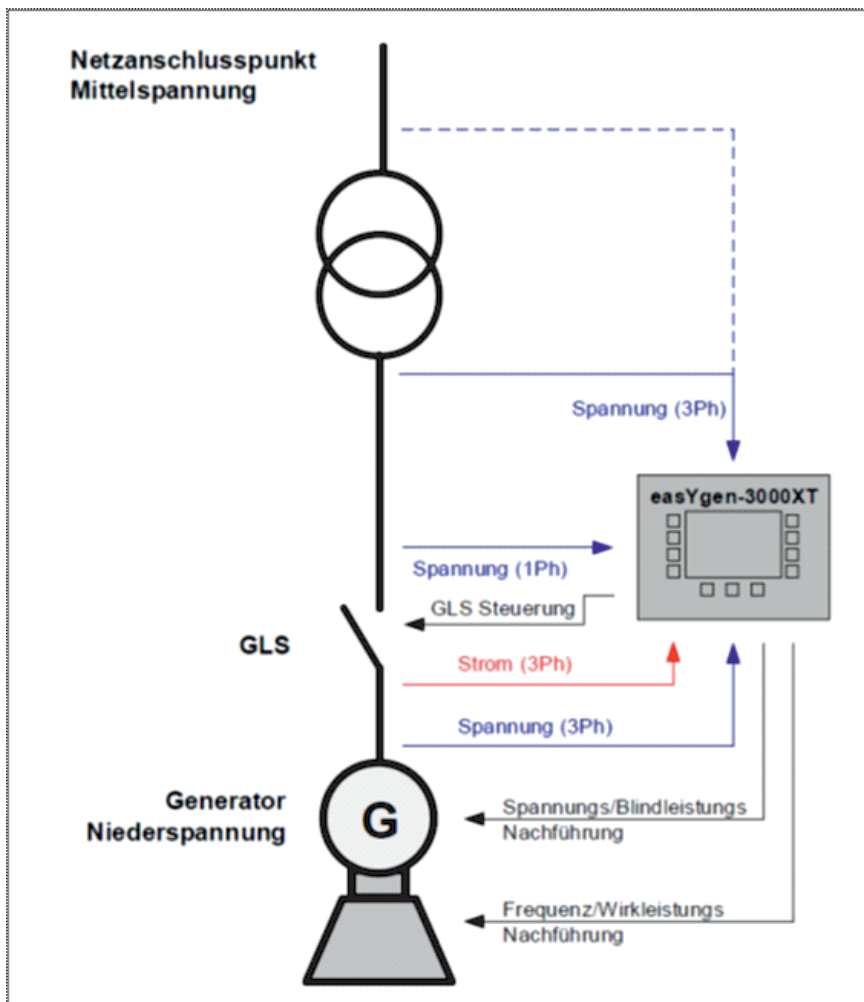 Netzanschlusspunkt
Mittelspannung
Spannung (3Ph)
easYgen-3000XT
Spannung (1Ph)
GLS Steuerung
GLS
Strom (3Ph)
Spannung (3Ph)
Generator
Niederspannung
G
Spannungs/Blindleistungs
Nachführung
Frequenz/Wirkleistungs
Nachführung